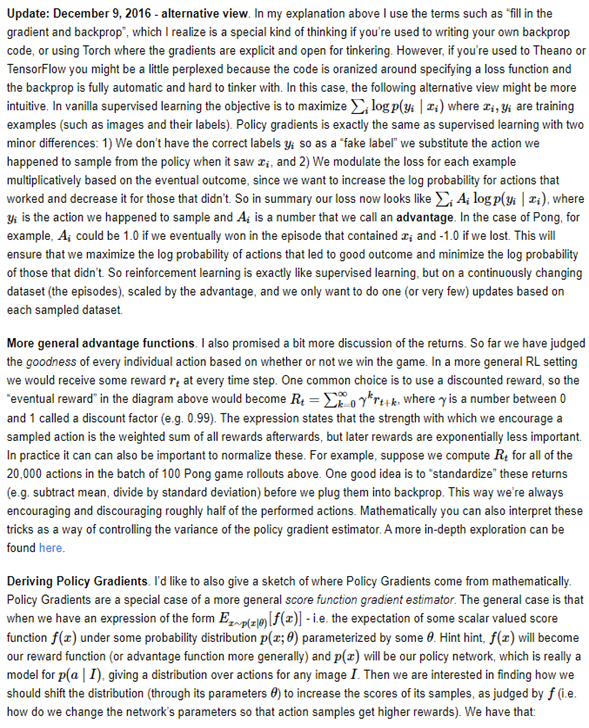 Update: December 9, 2016 - alternative view. In my explanation above I use the terms such as "fill in the
gradient and backprop", which I realize is a special kind of thinking if you're used to writing your own backprop
code, or using Torch where the gradients are explicit and open for tinkering. However, if you're used to Theano or
TensorFlow you might be a little perplexed because the code is oranized around specifying a loss function and
the backprop is fully automatic and hard to tinker with. In this case, the following alternative view might be more
intuitive. In vanilla supervised learning the objective is to maximize ∑ᵢ log p(yᵢ ∣ xᵢ) where xᵢ, yᵢ are training
examples (such as images and their labels). Policy gradients is exactly the same as supervised learning with two
minor differences: 1) We don't have the correct labels yᵢ so as a "fake label" we substitute the action we
happened to sample from the policy when it saw xᵢ, and 2) We modulate the loss for each example
multiplicatively based on the eventual outcome, since we want to increase the log probability for actions that
worked and decrease it for those that didn't. So in summary our loss now looks like ∑ᵢ Aᵢ log p(yᵢ ∣ xᵢ), where
yᵢ is the action we happened to sample and Aᵢ is a number that we call an advantage. In the case of Pong, for
example, Aᵢ could be 1.0 if we eventually won in the episode that contained xᵢ and -1.0 if we lost. This will
ensure that we maximize the log probability of actions that led to good outcome and minimize the log probability
of those that didn't. So reinforcement learning is exactly like supervised learning, but on a continuously changing
dataset (the episodes), scaled by the advantage, and we only want to do one (or very few) updates based on
each sampled dataset.
More general advantage functions. I also promised a bit more discussion of the returns. So far we have judged
the goodness of every individual action based on whether or not we win the game. In a more general RL setting
we would receive some reward rₜ at every time step. One common choice is to use a discounted reward, so the
"eventual reward" in the diagram above would become Rₜ = ∑_{k=0}^{∞} γᵏ rₜ₊ₖ, where γ is a number between 0
and 1 called a discount factor (e.g. 0.99). The expression states that the strength with which we encourage a
sampled action is the weighted sum of all rewards afterwards, but later rewards are exponentially less important.
In practice it can can also be important to normalize these. For example, suppose we compute Rₜ for all of the
20,000 actions in the batch of 100 Pong game rollouts above. One good idea is to "standardize" these returns
(e.g. subtract mean, divide by standard deviation) before we plug them into backprop. This way we're always
encouraging and discouraging roughly half of the performed actions. Mathematically you can also interpret these
tricks as a way of controlling the variance of the policy gradient estimator. A more in-depth exploration can be
found here.
Deriving Policy Gradients. I'd like to also give a sketch of where Policy Gradients come from mathematically.
Policy Gradients are a special case of a more general score function gradient estimator. The general case is that
when we have an expression of the form E_{x∼p(x∣θ)}[f(x)] - i.e. the expectation of some scalar valued score
function f(x) under some probability distribution p(x; θ) parameterized by some θ. Hint hint, f(x) will become
our reward function (or advantage function more generally) and p(x) will be our policy network, which is really a
model for p(a ∣ I), giving a distribution over actions for any image I. Then we are interested in finding how we
should shift the distribution (through its parameters θ) to increase the scores of its samples, as judged by f (i.e.
how do we change the network's parameters so that action samples get higher rewards). We have that: